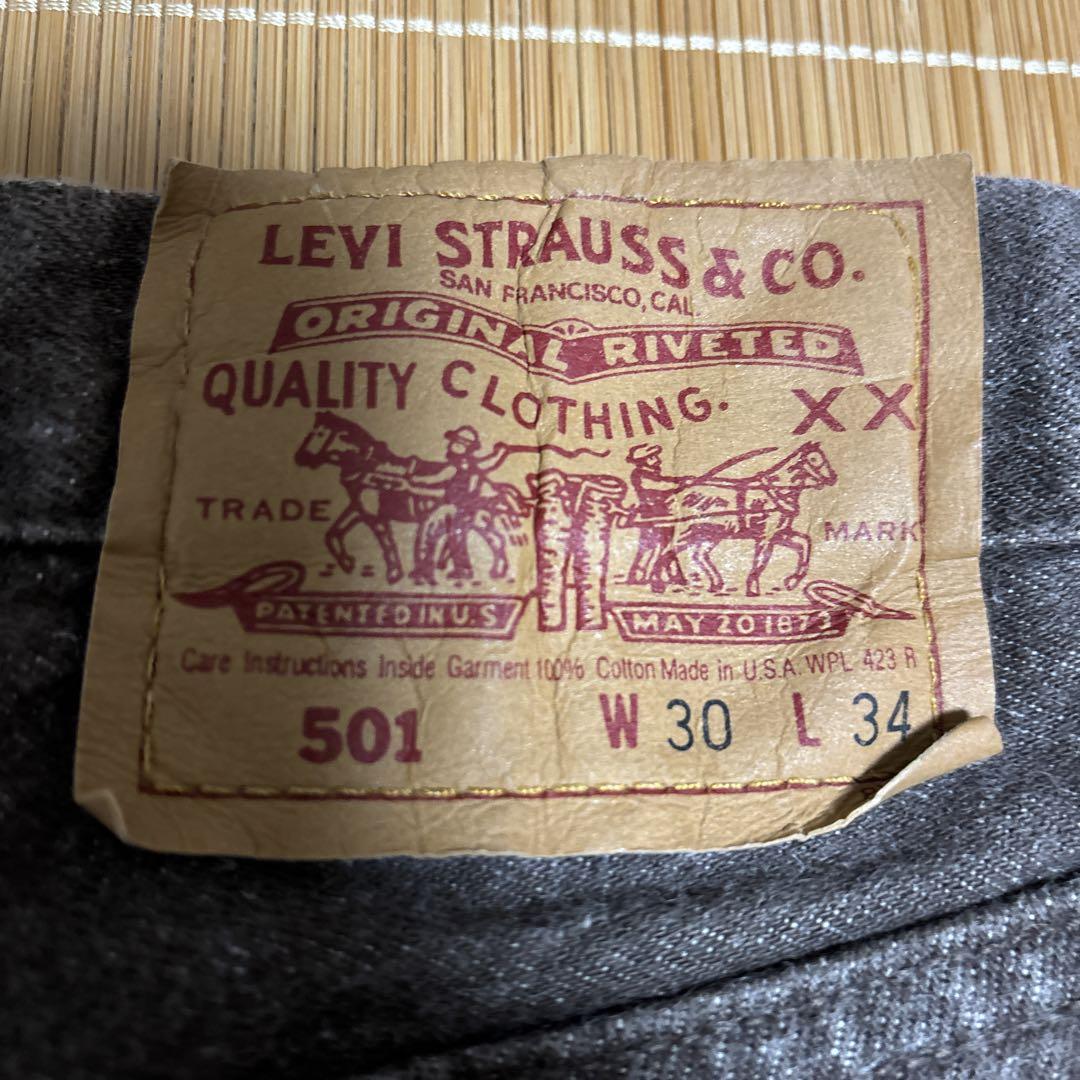 LEVI STRAUSS & CO.
SAN FRANCISCO, CAL.
ORIGINAL RIVETED
QUALITY CLOTHING. XX
TRADE MARK
PATENTED IN U.S MAY 20 1873
Care Instructions Inside Garment 100% Cotton Made in U.S.A. WPL 423 R
501 W 30 L 34